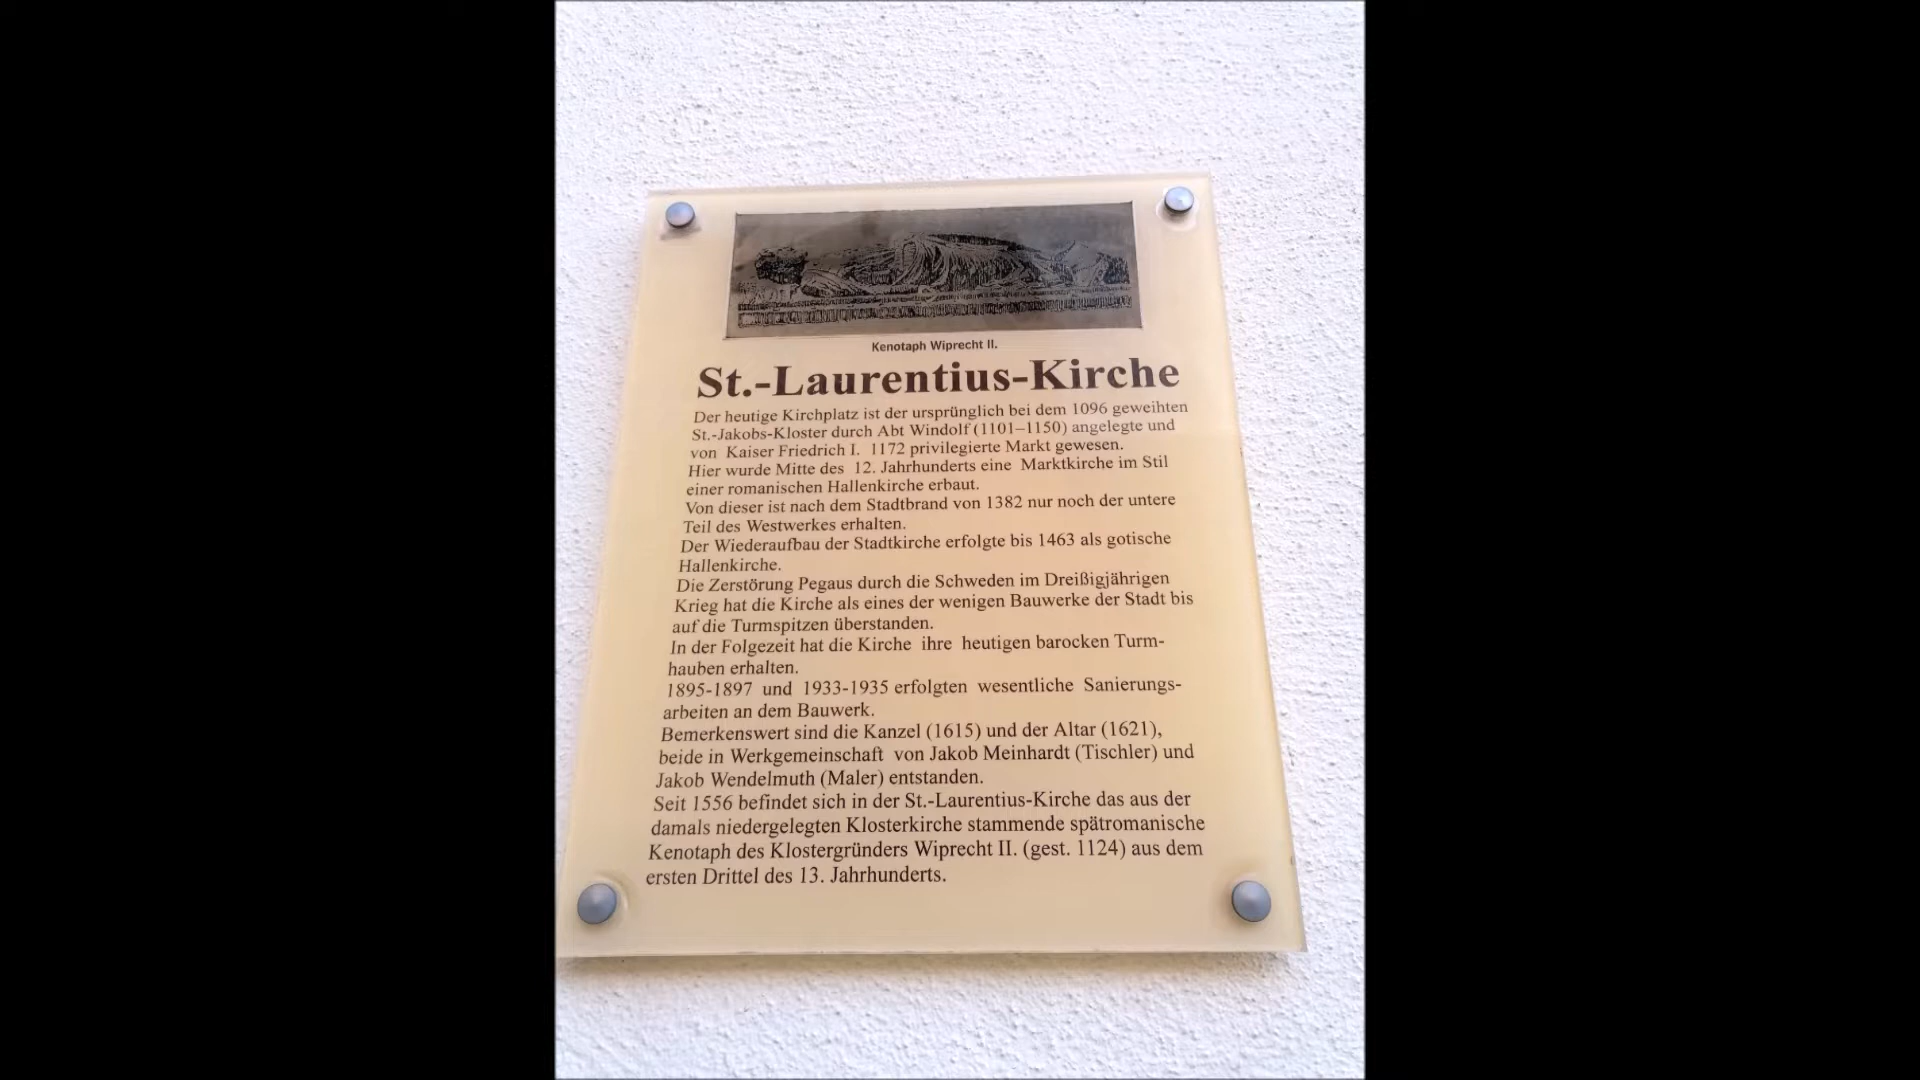 Kenotaph Wiprecht II.
St.-Laurentius-Kirche
Der heutige Kirchplatz ist der ursprünglich bei dem 1096 geweihten
St.-Jakobs-Kloster durch Abt Windolf (1101–1150) angelegte und
von Kaiser Friedrich I. 1172 privilegierte Markt gewesen.
Hier wurde Mitte des 12. Jahrhunderts eine Marktkirche im Stil
einer romanischen Hallenkirche erbaut.
Von dieser ist nach dem Stadtbrand von 1382 nur noch der untere
Teil des Westwerkes erhalten.
Der Wiederaufbau der Stadtkirche erfolgte bis 1463 als gotische
Hallenkirche.
Die Zerstörung Pegaus durch die Schweden im Dreißigjährigen
Krieg hat die Kirche als eines der wenigen Bauwerke der Stadt bis
auf die Turmspitzen überstanden.
In der Folgezeit hat die Kirche ihre heutigen barocken Turm-
hauben erhalten.
1895-1897 und 1933-1935 erfolgten wesentliche Sanierungs-
arbeiten an dem Bauwerk.
Bemerkenswert sind die Kanzel (1615) und der Altar (1621),
beide in Werkgemeinschaft von Jakob Meinhardt (Tischler) und
Jakob Wendelmuth (Maler) entstanden.
Seit 1556 befindet sich in der St.-Laurentius-Kirche das aus der
damals niedergelegten Klosterkirche stammende spätromanische
Kenotaph des Klostergründers Wiprecht II. (gest. 1124) aus dem
ersten Drittel des 13. Jahrhunderts.